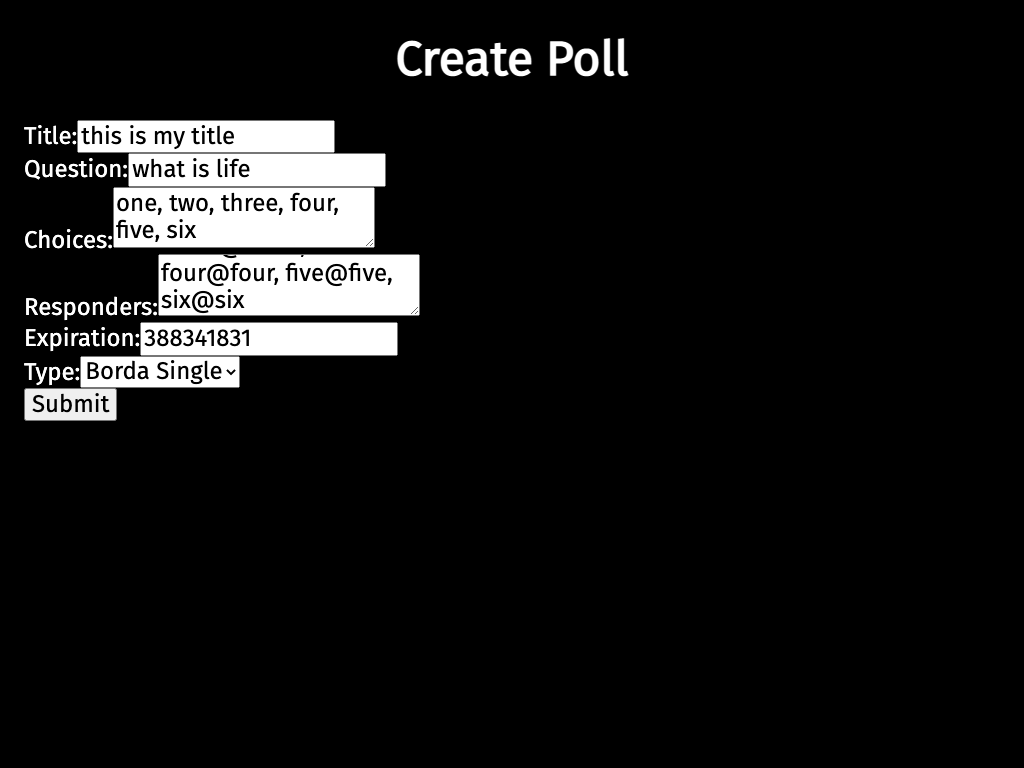 Create Poll
Title: this is my title
Question: what is life
Choices: one, two, three, four,
five, six
four@four, five@five,
Responders: six@six
Expiration: 388341831
Type: Borda Single
Submit